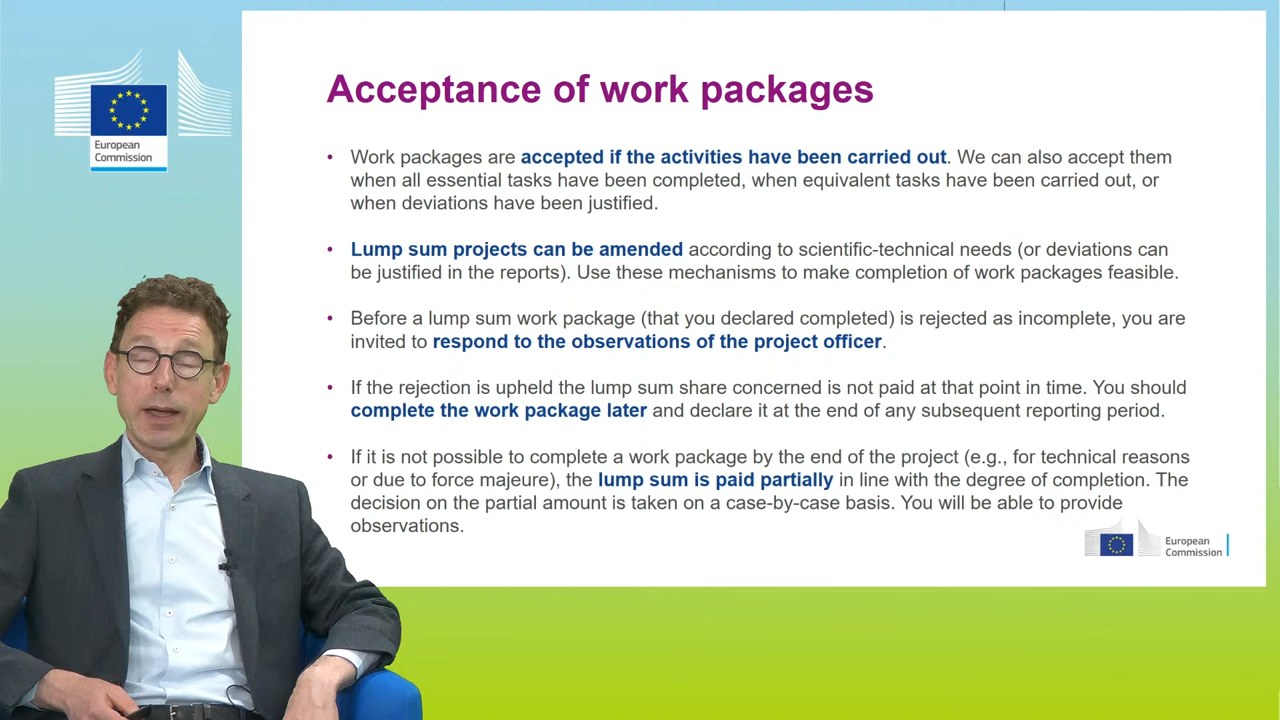 European
Commission
Acceptance of work packages
• Work packages are accepted if the activities have been carried out. We can also accept them
when all essential tasks have been completed, when equivalent tasks have been carried out, or
when deviations have been justified.
• Lump sum projects can be amended according to scientific-technical needs (or deviations can
be justified in the reports). Use these mechanisms to make completion of work packages feasible.
• Before a lump sum work package (that you declared completed) is rejected as incomplete, you are
invited to respond to the observations of the project officer.
• If the rejection is upheld the lump sum share concerned is not paid at that point in time. You should
complete the work package later and declare it at the end of any subsequent reporting period.
• If it is not possible to complete a work package by the end of the project (e.g., for technical reasons
or due to force majeure), the lump sum is paid partially in line with the degree of completion. The
decision on the partial amount is taken on a case-by-case basis. You will be able to provide
observations.
European
Commission